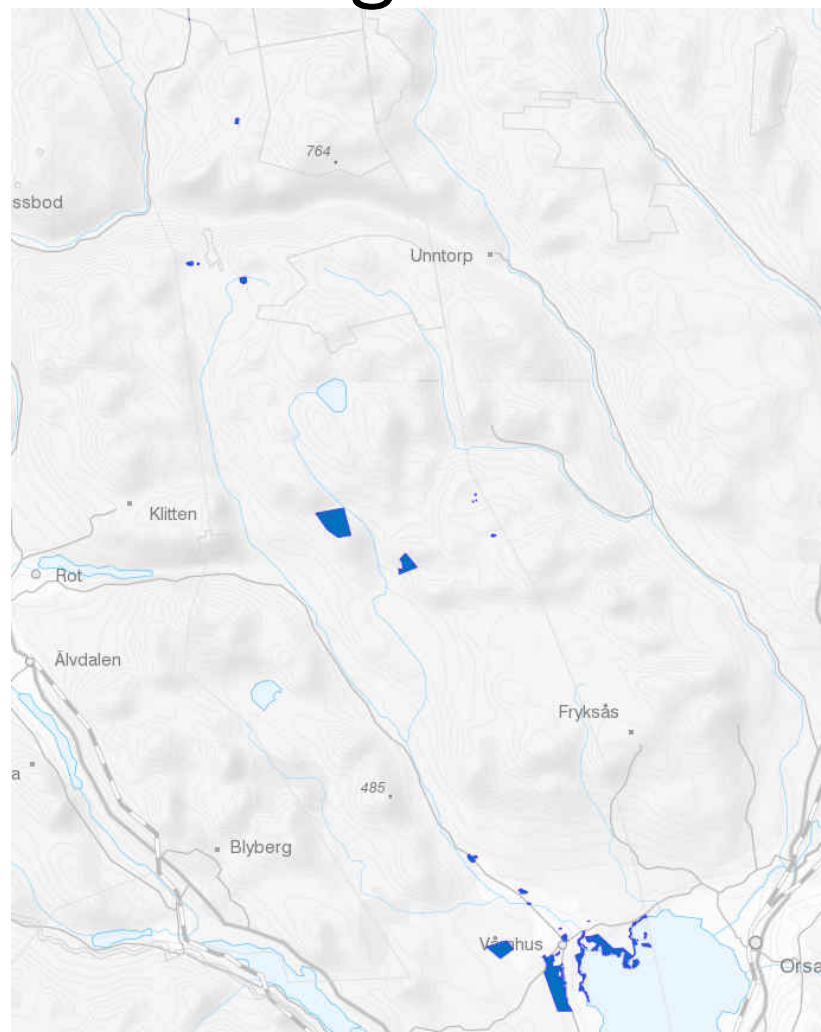 764
ssbod
Unntorp
Klitten
Rot
Älvdalen
Fryksås
a
485
Blyberg
Våmhus
Orsa